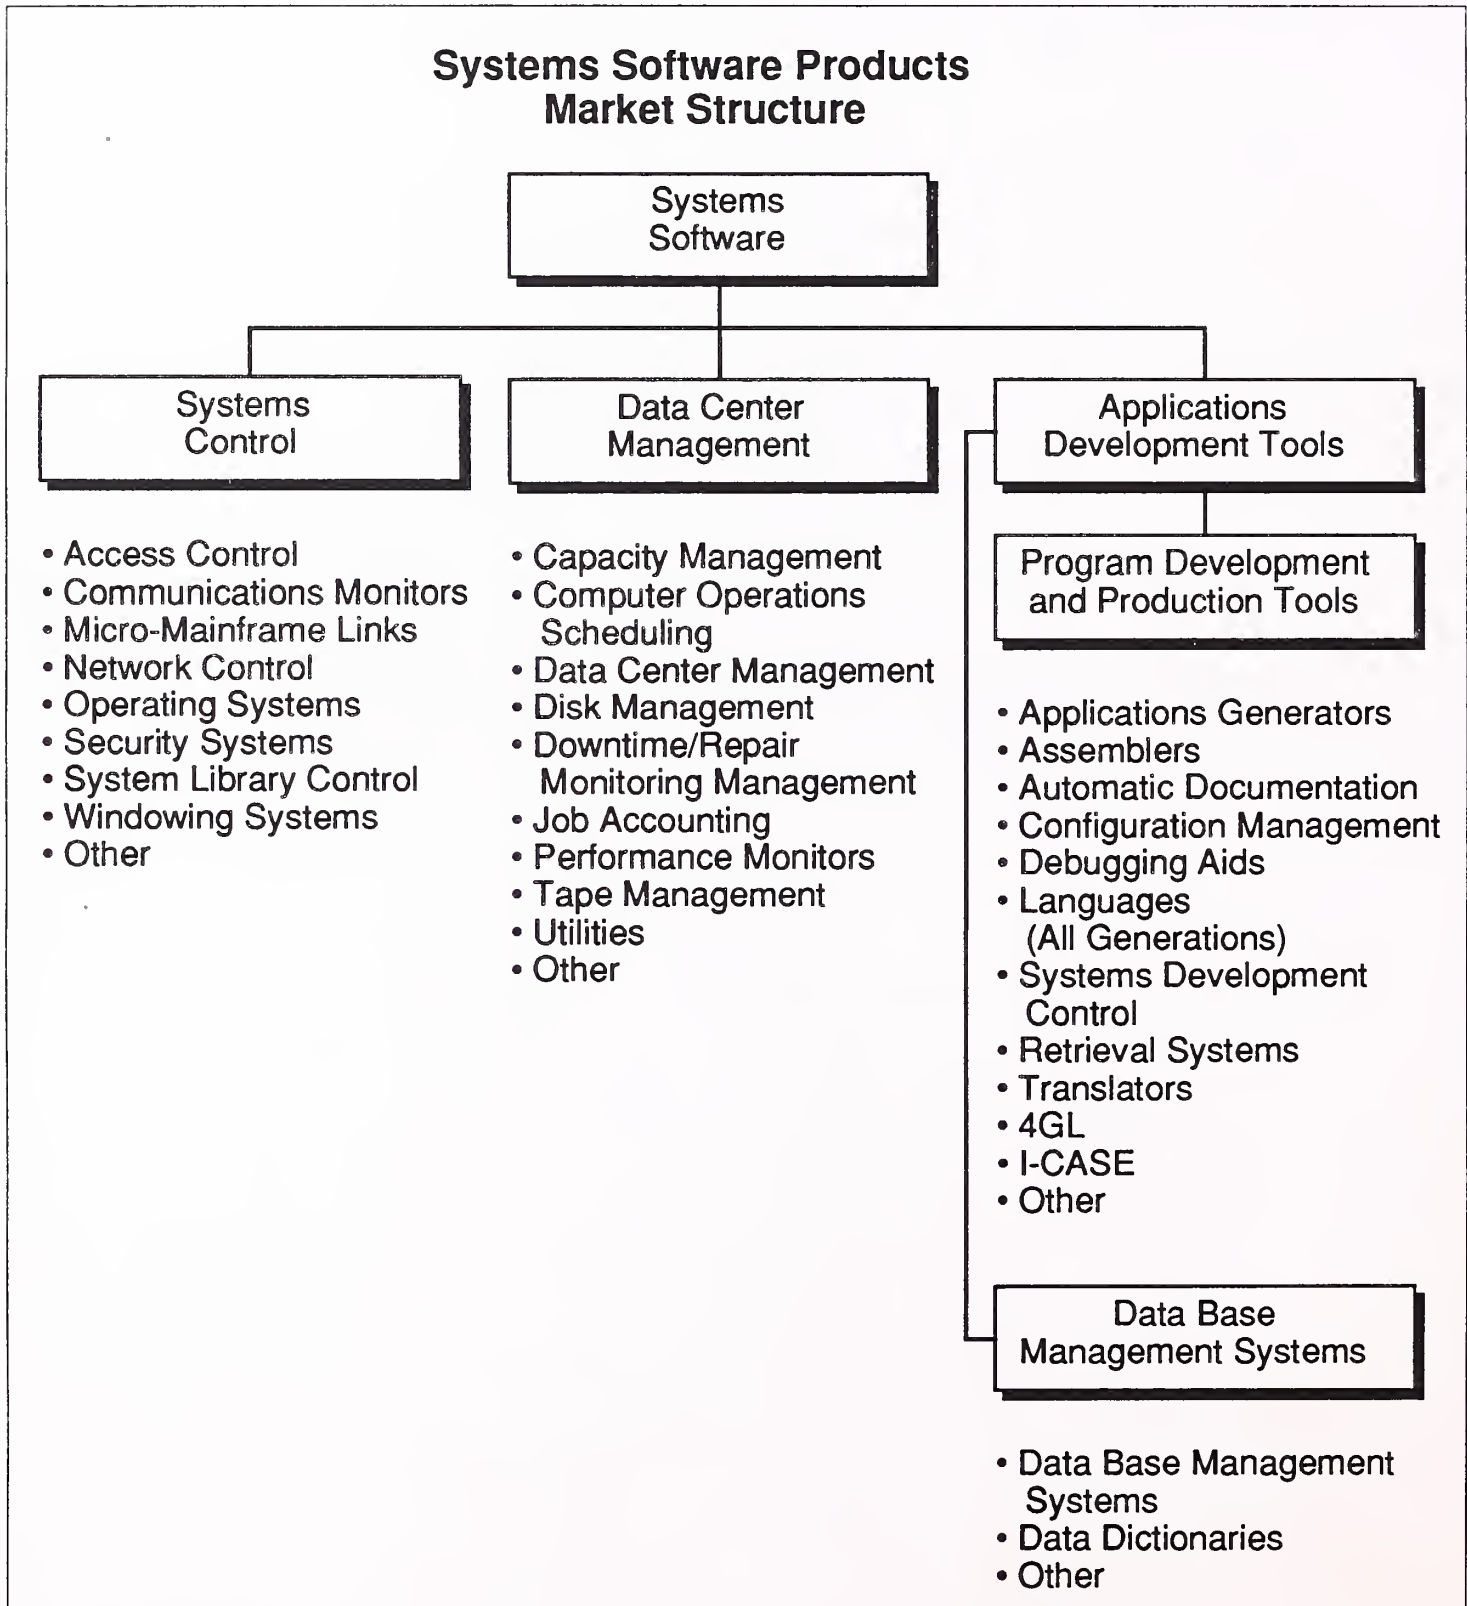 Systems Software Products
Market Structure
Systems
Software
Systems
Control
• Access Control
• Communications Monitors
• Micro-Mainframe Links
• Network Control
• Operating Systems
• Security Systems
• System Library Control
• Windowing Systems
• Other
Data Center
Management
• Capacity Management
• Computer Operations
Scheduling
• Data Center Management
• Disk Management
• Downtime/Repair
Monitoring Management
• Job Accounting
• Performance Monitors
• Tape Management
• Utilities
• Other
Applications
Development Tools
Program Development
and Production Tools
• Applications Generators
• Assemblers
• Automatic Documentation
• Configuration Management
• Debugging Aids
• Languages
(All Generations)
• Systems Development
Control
• Retrieval Systems
• Translators
• 4GL
• I-CASE
• Other
Data Base
Management Systems
• Data Base Management
Systems
• Data Dictionaries
• Other